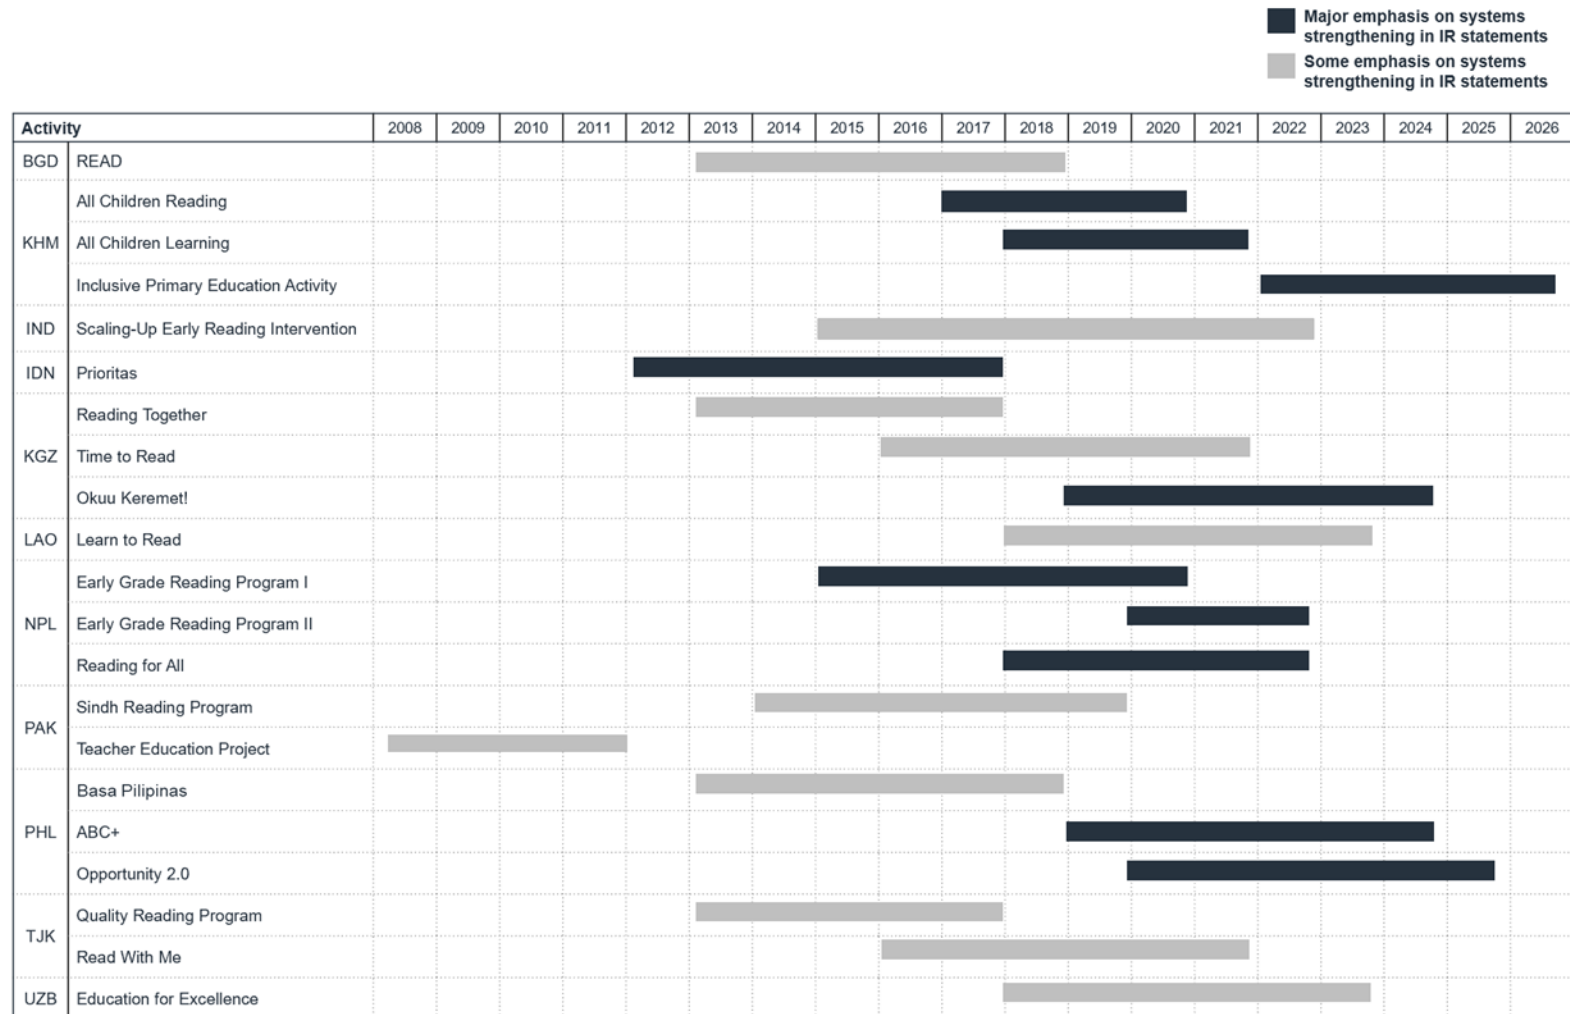 Major emphasis on systems
strengthening in IR statements
Some emphasis on systems
strengthening in IR statements
Activity 2008 2009 2010 2011 2012 2013 2014 2015 2016 2017 2018 2019 2020 2021 2022 2023 2024 2025 2026
BGD READ
All Children Reading
KHM All Children Learning
Inclusive Primary Education Activity
IND Scaling-Up Early Reading Intervention
IDN Prioritas
Reading Together
KGZ Time to Read
Okuu Keremet!
LAO Learn to Read
Early Grade Reading Program I
NPL Early Grade Reading Program II
Reading for All
Sindh Reading Program
PAK
Teacher Education Project
Basa Pilipinas
PHL ABC+
Opportunity 2.0
Quality Reading Program
TJK
Read With Me
UZB Education for Excellence